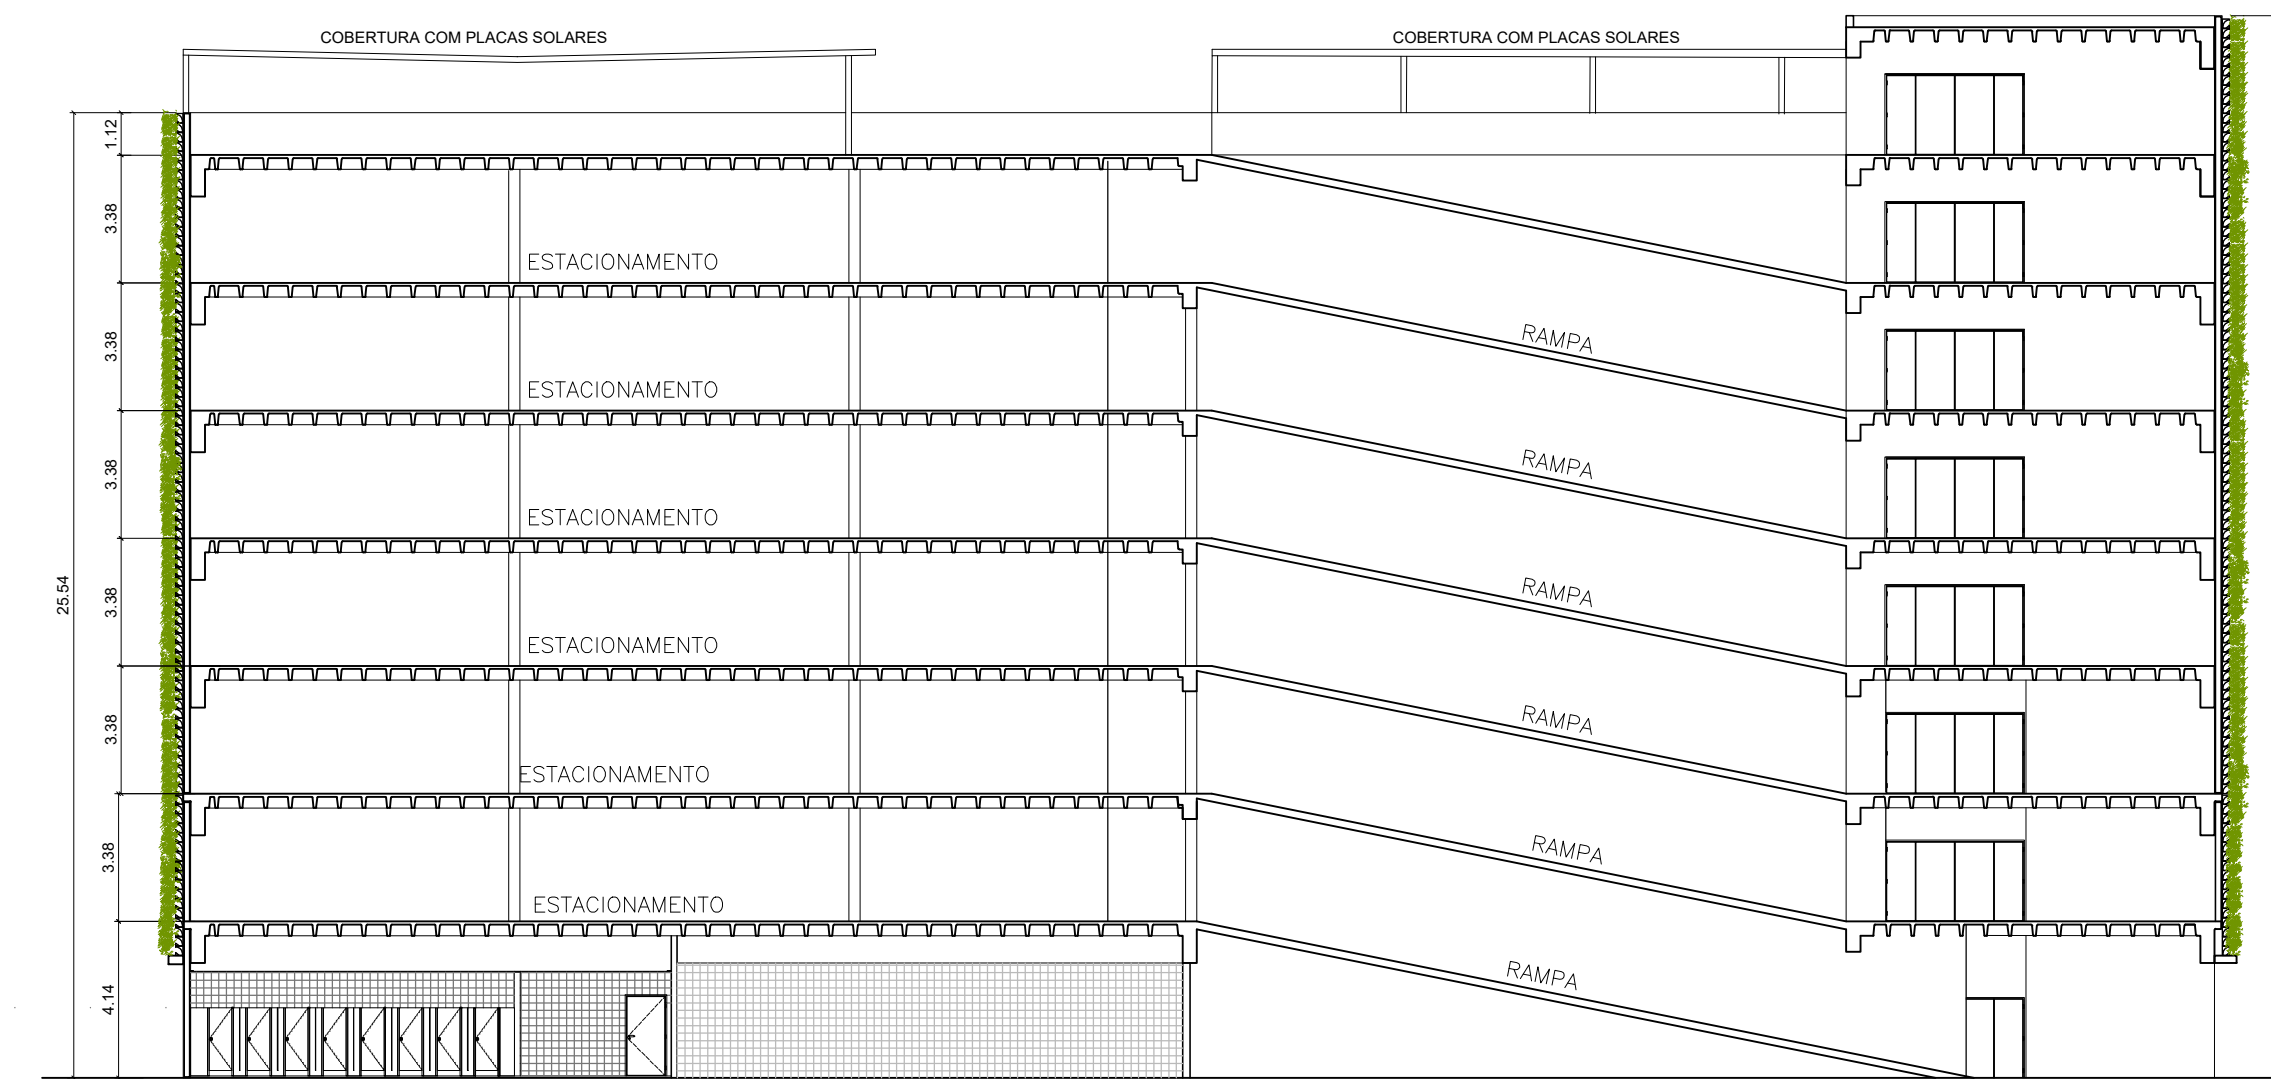 COBERTURA COM PLACAS SOLARES
COBERTURA COM PLACAS SOLARES
1.12
3.38
ESTACIONAMENTO
3.38
RAMPA
ESTACIONAMENTO
3.38
RAMPA
ESTACIONAMENTO
25.54
3.38
RAMPA
ESTACIONAMENTO
3.38
RAMPA
ESTACIONAMENTO
3.38
RAMPA
ESTACIONAMENTO
4.14
RAMPA